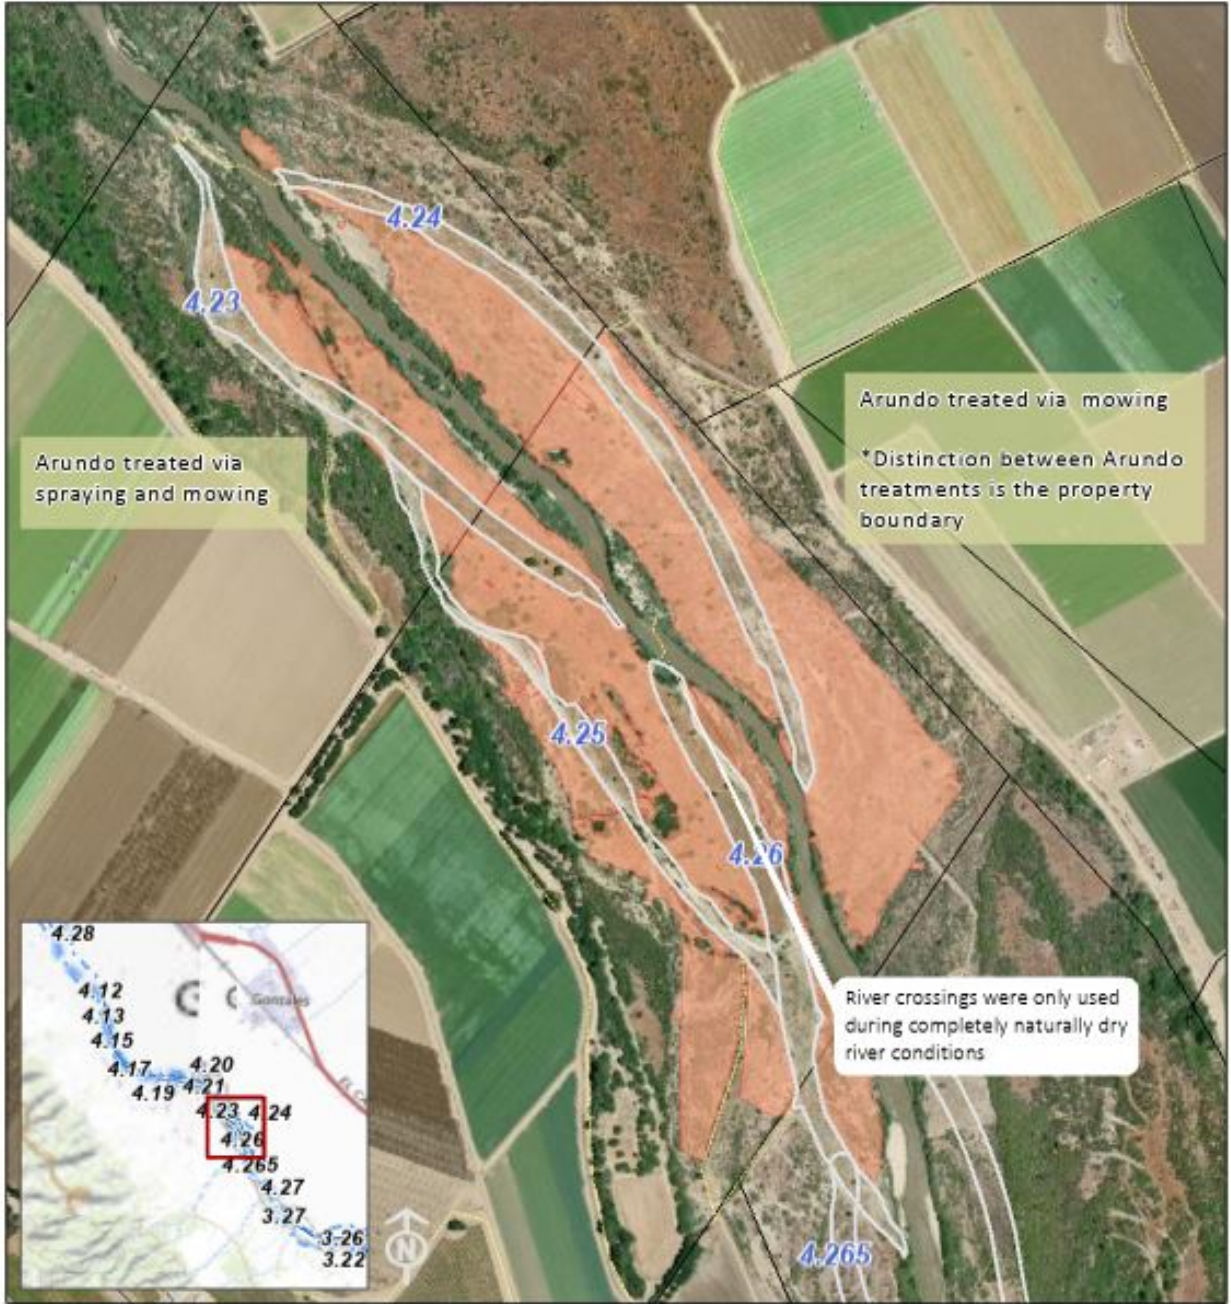 4.24
4.23
Arundo treated via mowing
*Distinction between Arundo
treatments is the property
boundary
Arundo treated via
spraying and mowing
4.25
4.26
River crossings were only used
during completely naturally dry
river conditions
4.265
4.28
Gonzales
4.12
4.13
4.15
4.17
4.20
4.19
4.21
4.23
4.24
4.26
4.265
4.27
3.27
3.26
3.22
N